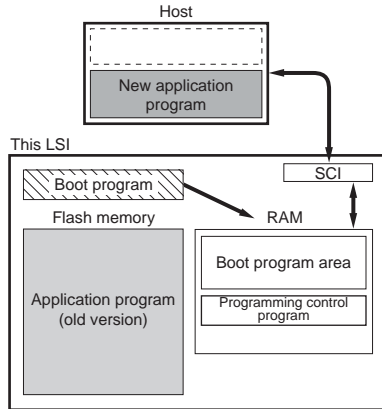 Host
New application
program
This LSI
SCI
Boot program
Flash memory
RAM
Boot program area
Application program
(old version)
Programming control
program